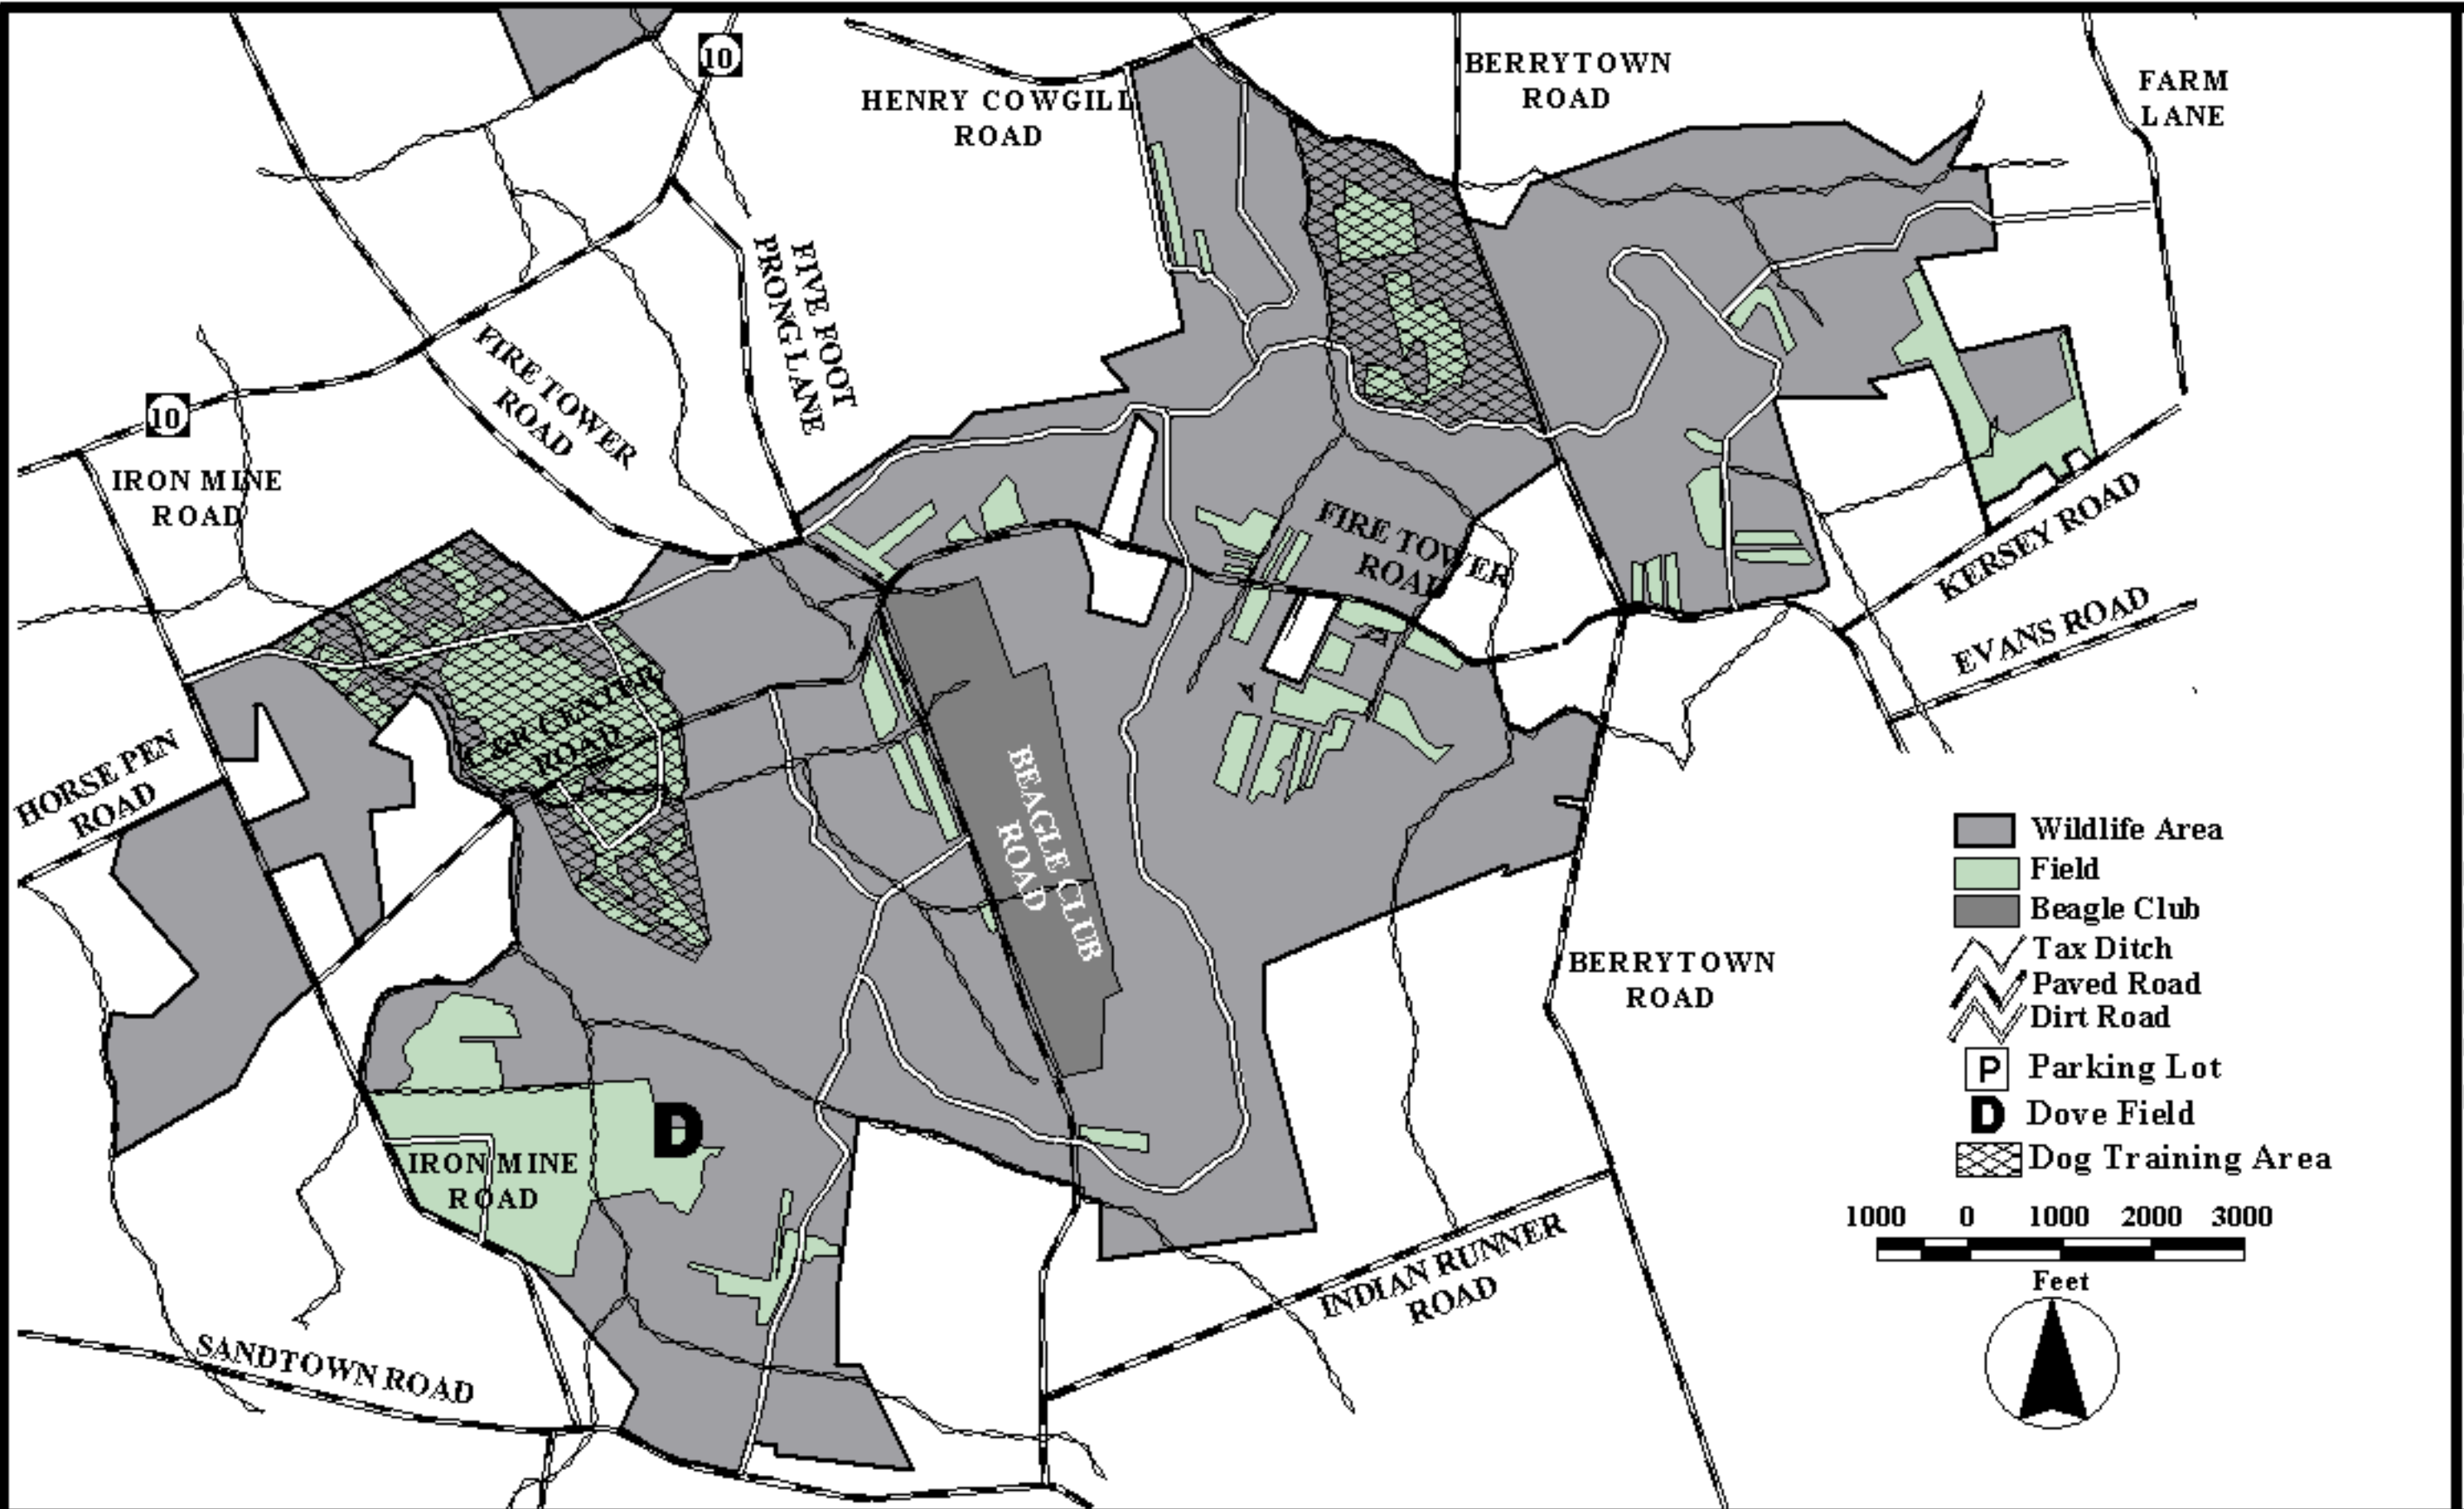 10
BERRYTOWN
ROAD
FARM
LANE
HENRY COWGILL
ROAD
FIVE FOOT
PRONG LANE
FIRE TOWER
ROAD
10
IRON MINE
ROAD
FIRE TOWER
ROAD
KERSEY ROAD
EVANS ROAD
C&R CENTER
ROAD
HORSE PEN
ROAD
BEAGLE CLUB
ROAD
Wildlife Area
Field
Beagle Club
Tax Ditch
Paved Road
Dirt Road
P Parking Lot
D Dove Field
Dog Training Area
BERRYTOWN
ROAD
D
IRON MINE
ROAD
1000 0 1000 2000 3000
Feet
INDIAN RUNNER
ROAD
SANDTOWN ROAD